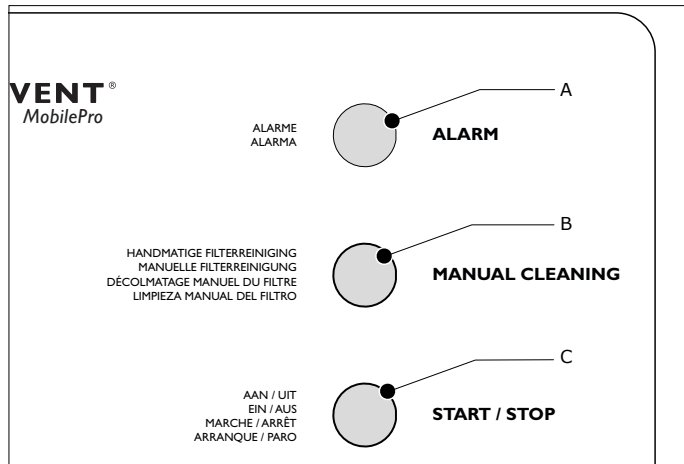 VENT®
MobilePro
A
ALARME
ALARMA
ALARM
B
HANDMATIGE FILTERREINIGING
MANUELLE FILTERREINIGUNG
DÉCOLMATAGE MANUEL DU FILTRE
LIMPIEZA MANUAL DEL FILTRO
MANUAL CLEANING
C
AAN / UIT
EIN / AUS
MARCHE / ARRÊT
ARRANQUE / PARO
START / STOP